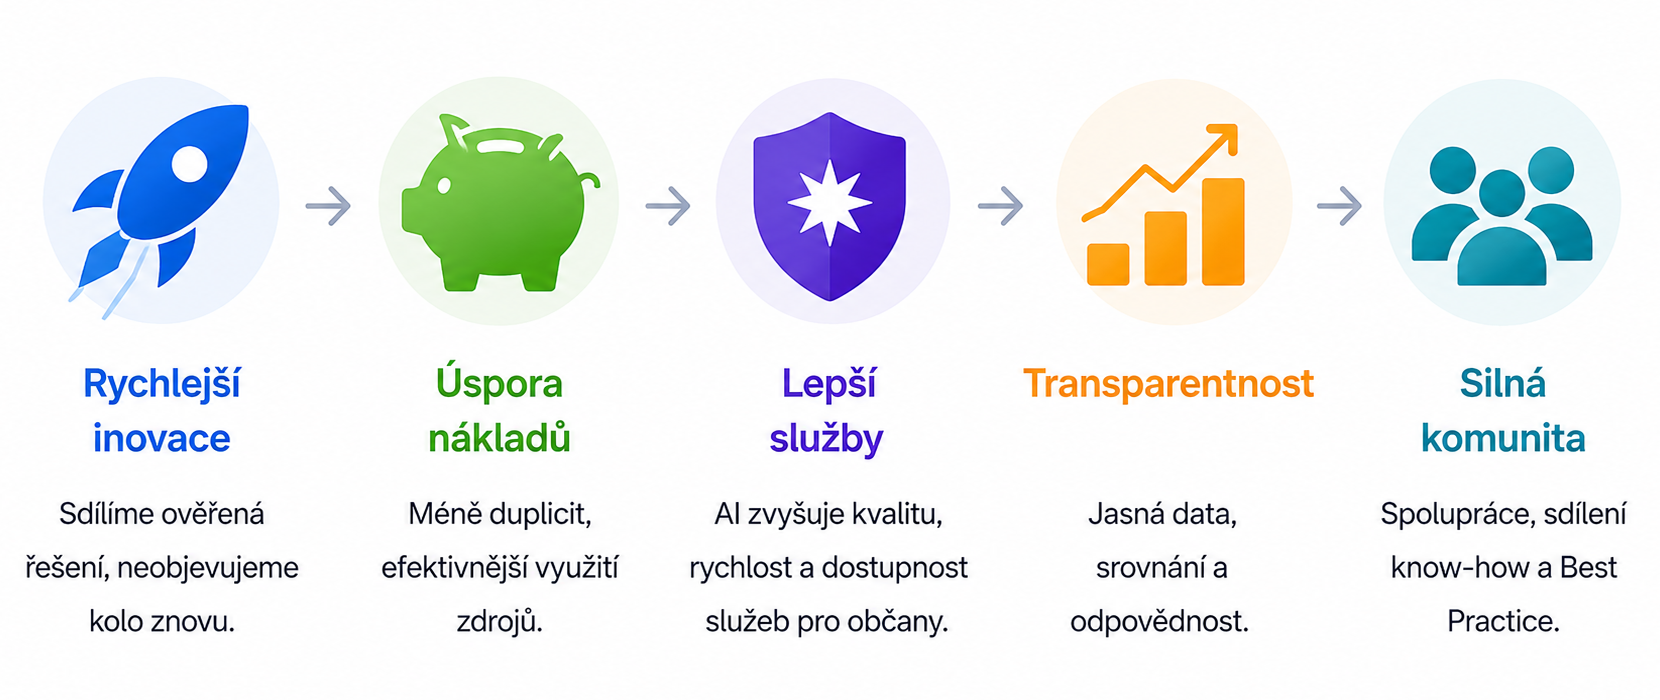 Rychlejší
inovace
Sdílíme ověřená
řešení, neobjevujeme
kolo znovu.
Úspora
nákladů
Méně duplicit,
efektivnější využití
zdrojů.
Lepší
služby
AI zvyšuje kvalitu,
rychlost a dostupnost
služeb pro občany.
Transparentnost
Jasná data,
srovnání a
odpovědnost.
Silná
komunita
Spolupráce, sdílení
know-how a Best
Practice.